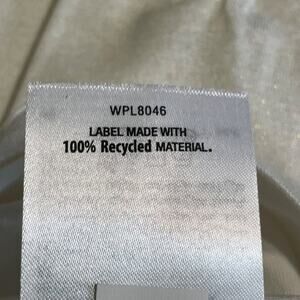 WPL8046
LABEL MADE WITH
100% Recycled MATERIAL.